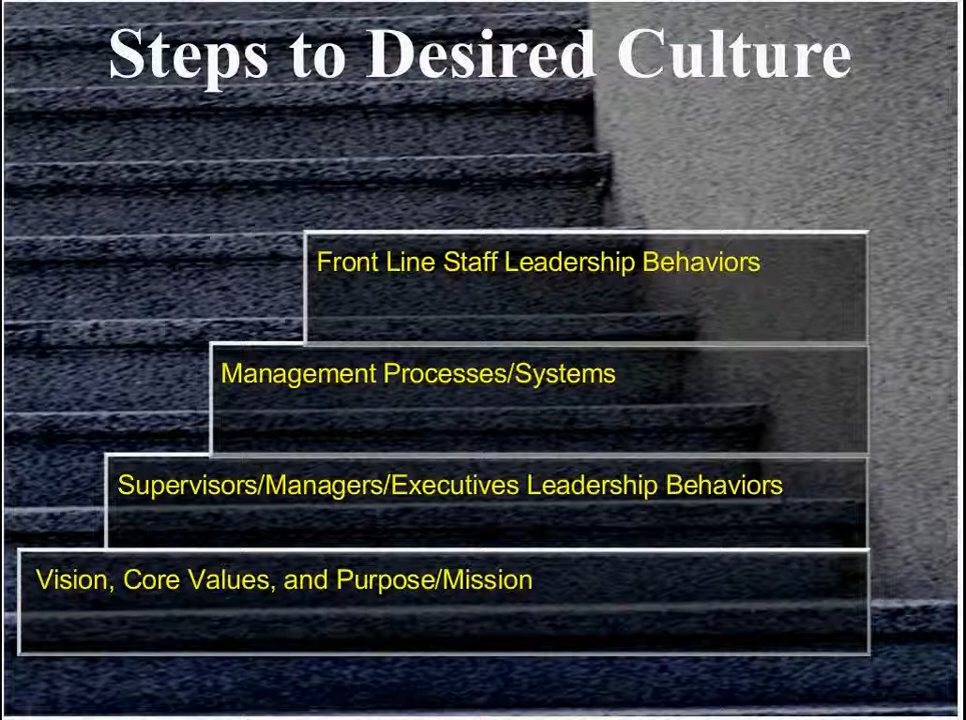 Steps to Desired Culture
Front Line Staff Leadership Behaviors
Management Processes/Systems
Supervisors/Managers/Executives Leadership Behaviors
Vision, Core Values, and Purpose/Mission